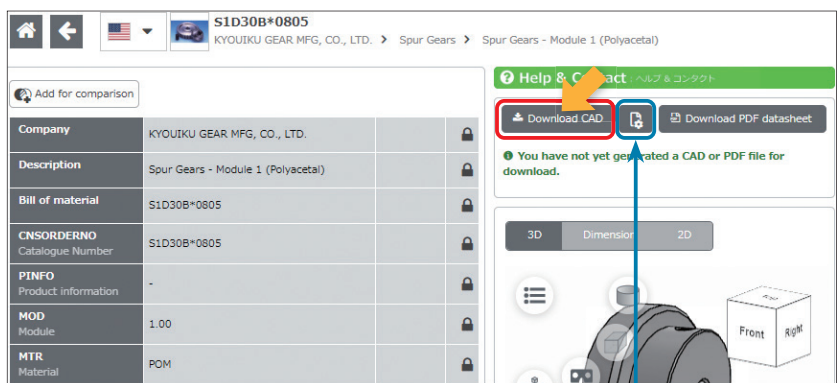 S1D30B*0805
KYOUIKU GEAR MFG, CO., LTD. > Spur Gears > Spur Gears - Module 1 (Polyacetal)
Add for comparison
Company KYOUIKU GEAR MFG, CO., LTD.
Description Spur Gears - Module 1 (Polyacetal)
Bill of material S1D30B*0805
CNSORDERNO
Catalogue Number S1D30B*0805
PINFO
Product information -
MOD
Module 1.00
MTR
Material POM
Help & : ヘルプ & コンタクト
Download CAD Download PDF datasheet
You have not yet generated a CAD or PDF file for
download.
3D Dimension 2D
Front Right